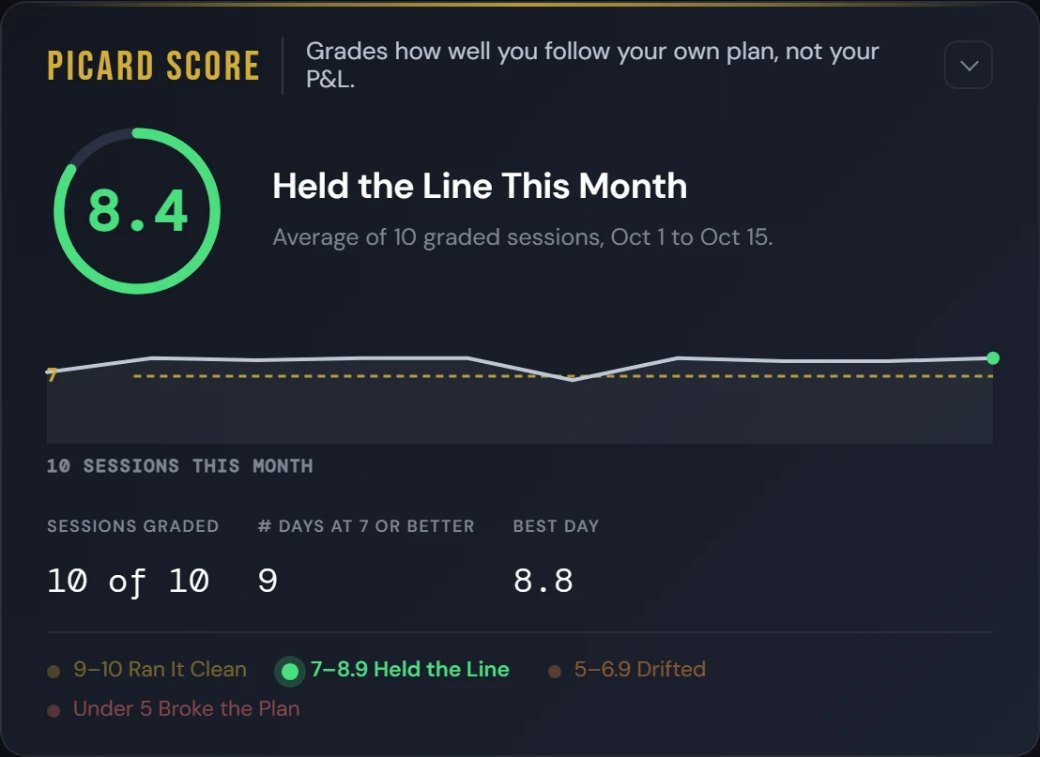 PICARD SCORE
Grades how well you follow your own plan, not your
P&L.
8.4
Held the Line This Month
Average of 10 graded sessions, Oct 1 to Oct 15.
7
10 SESSIONS THIS MONTH
SESSIONS GRADED
10 of 10
# DAYS AT 7 OR BETTER
9
BEST DAY
8.8
9–10 Ran It Clean
7–8.9 Held the Line
5–6.9 Drifted
Under 5 Broke the Plan